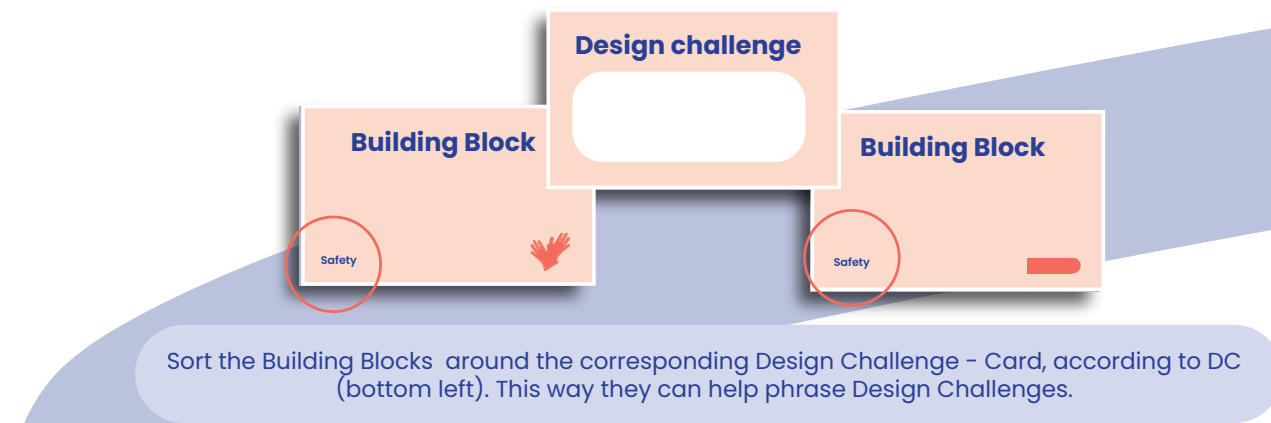 Design challenge
Building Block
Building Block
Safety
Safety
Sort the Building Blocks  around the corresponding Design Challenge - Card, according to DC
(bottom left). This way they can help phrase Design Challenges.